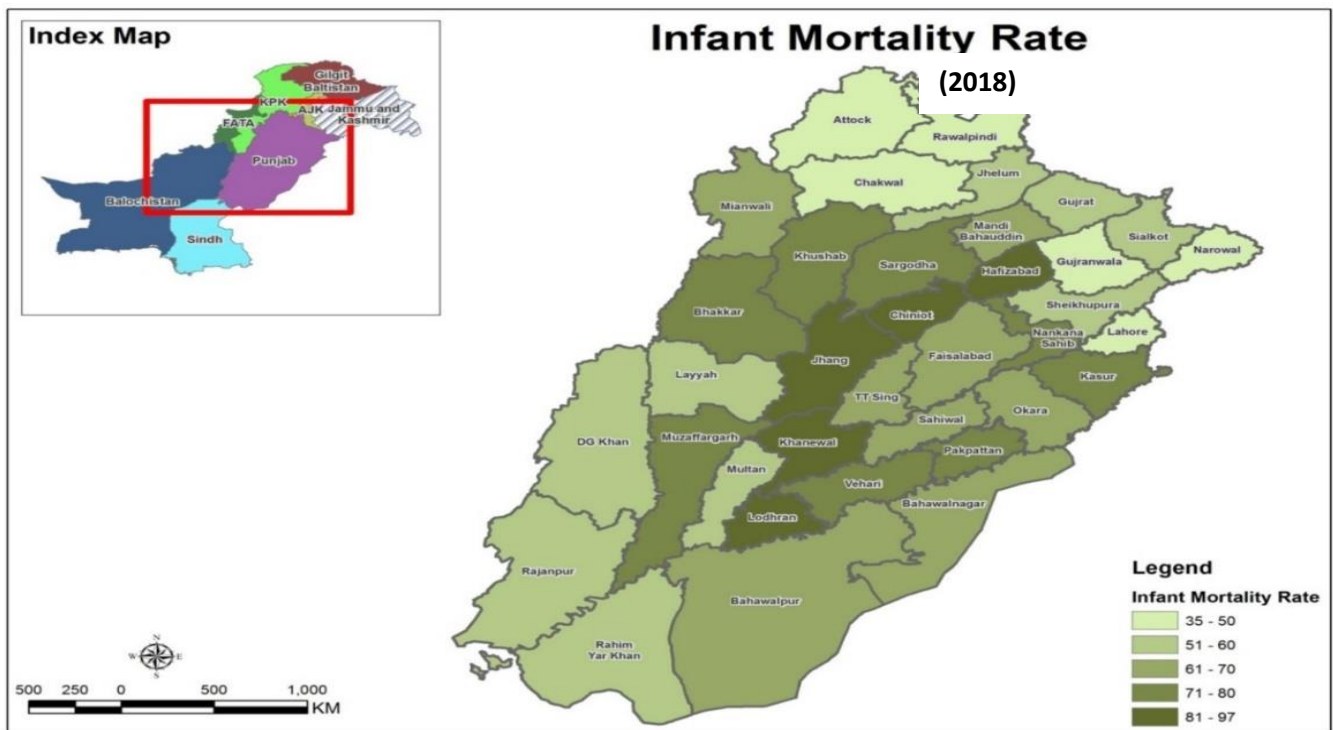 Index Map
Gilgit
Baltistan
KPK
AJK
Jammu and
Kashmir
FATA
Punjab
Balochistan
Sindh
Infant Mortality Rate
(2018)
Attock
Rawalpindi
Chakwal
Jhelum
Mianwali
Gujrat
Mandi
Bahauddin
Sialkot
Narowal
Khushab
Sargodha
Hafizabad
Gujranwala
Sheikhupura
Bhakkar
Chiniot
Nankana
Sahib
Lahore
Faisalabad
Jhang
Kasur
Layyah
TT Sing
Okara
Sahiwal
DG Khan
Muzaffargarh
Khanewal
Pakpattan
Multan
Vehari
Bahawalnagar
Lodhran
Rajanpur
Bahawalpur
Rahim
Yar Khan
Legend
Infant Mortality Rate
35 - 50
51 - 60
61 - 70
71 - 80
81 - 97
N
W E
S
500 250 0 500 1,000
KM